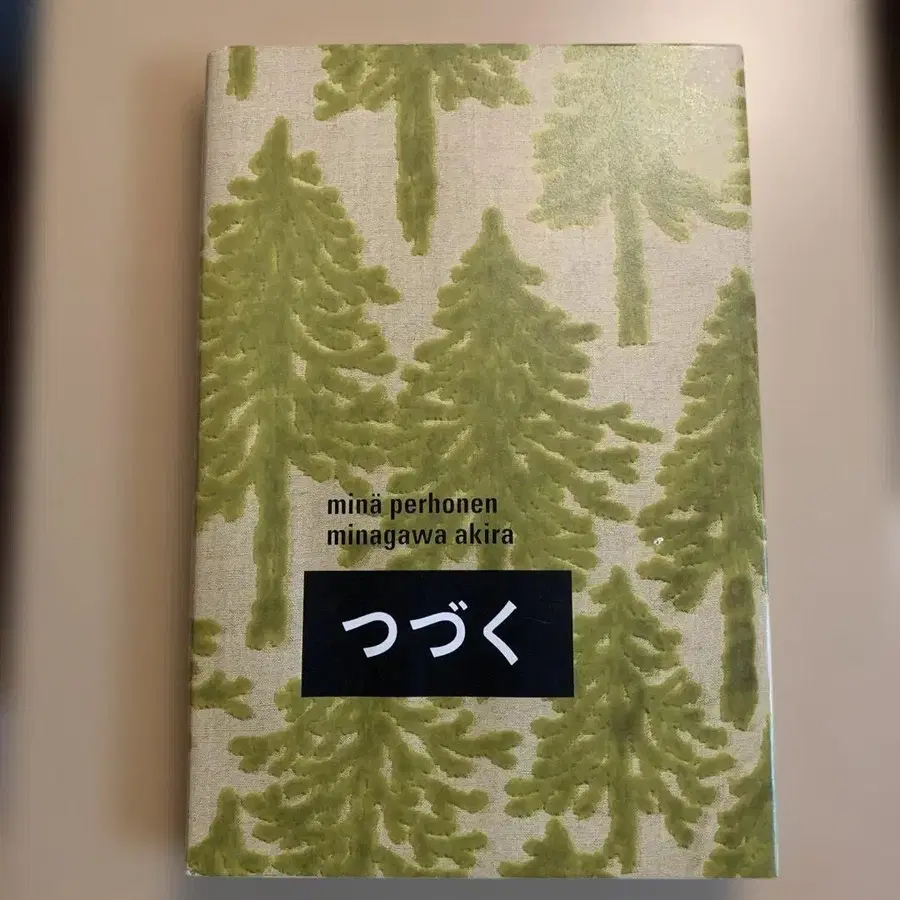 minä perhonen
minagawa akira
つづく